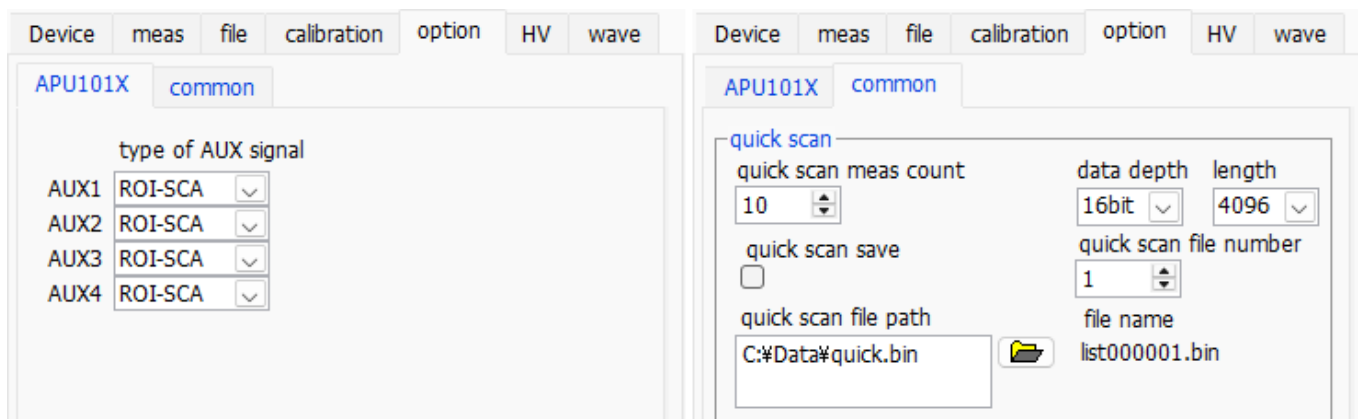 Device meas file calibration option HV wave
APU101X common
type of AUX signal
AUX1 ROI-SCA
AUX2 ROI-SCA
AUX3 ROI-SCA
AUX4 ROI-SCA
Device meas file calibration option HV wave
APU101X common
quick scan
quick scan meas count data depth length
10 16bit 4096
quick scan save quick scan file number
1
quick scan file path file name
C:¥Data¥quick.bin list000001.bin